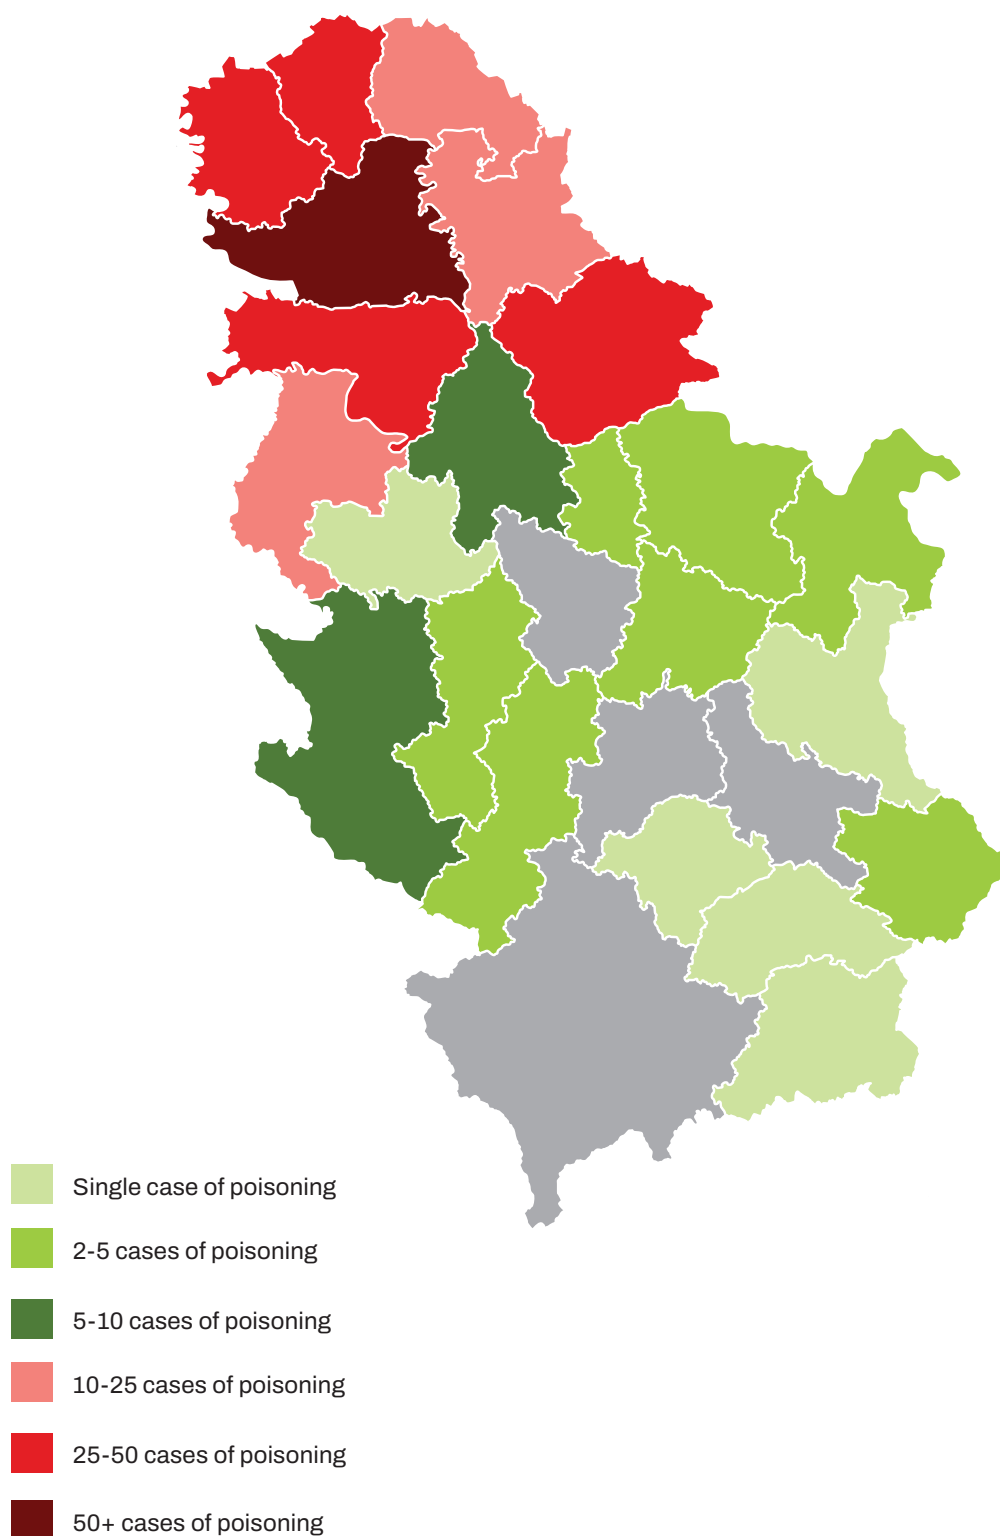 Single case of poisoning
2-5 cases of poisoning
5-10 cases of poisoning
10-25 cases of poisoning
25-50 cases of poisoning
50+ cases of poisoning